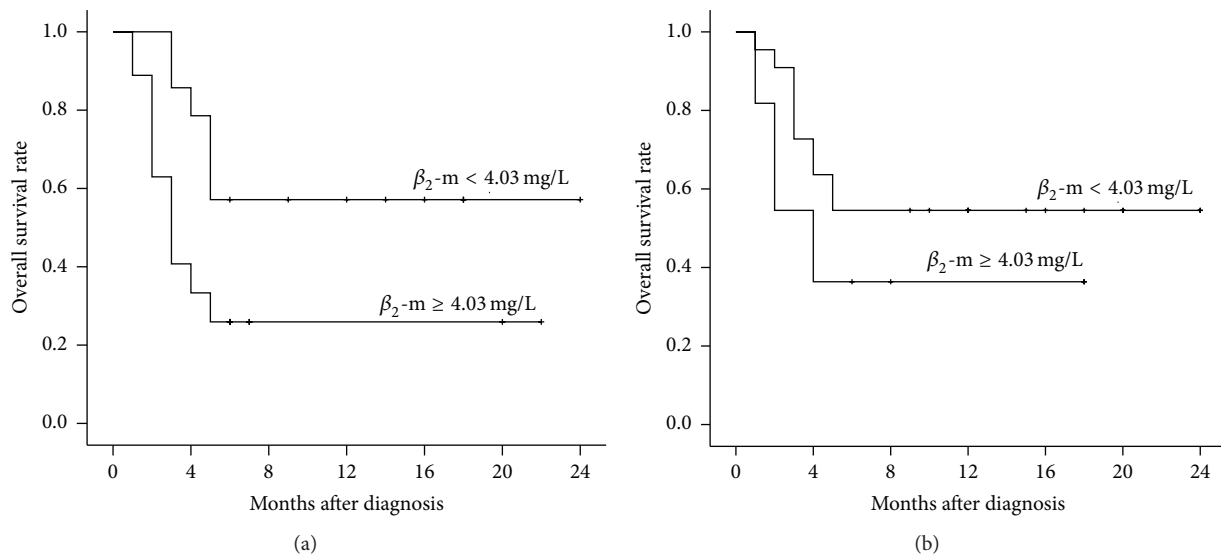 1.0
0.8
0.6
0.4
0.2
0.0
Overall survival rate
β₂-m < 4.03 mg/L
β₂-m ≥ 4.03 mg/L
0 4 8 12 16 20 24
Months after diagnosis
(a)
1.0
0.8
0.6
0.4
0.2
0.0
Overall survival rate
β₂-m < 4.03 mg/L
β₂-m ≥ 4.03 mg/L
0 4 8 12 16 20 24
Months after diagnosis
(b)